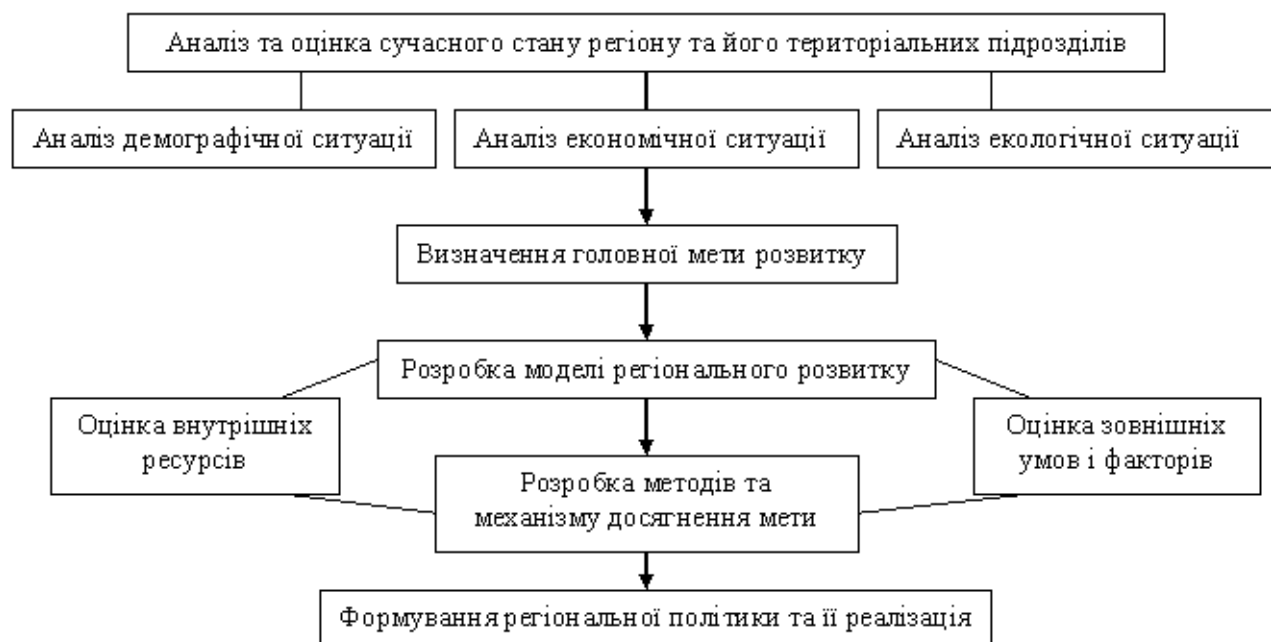 Аналіз та оцінка сучасного стану регіону та його територіальних підрозділів
Аналіз демографічної ситуації
Аналіз економічної ситуації
Аналіз екологічної ситуації
Визначення головної мети розвитку
Розробка моделі регіонального розвитку
Оцінка внутрішніх
ресурсів
Оцінка зовнішніх
умов і факторів
Розробка методів та
механізму досягнення мети
Формування регіональної політики та її реалізація